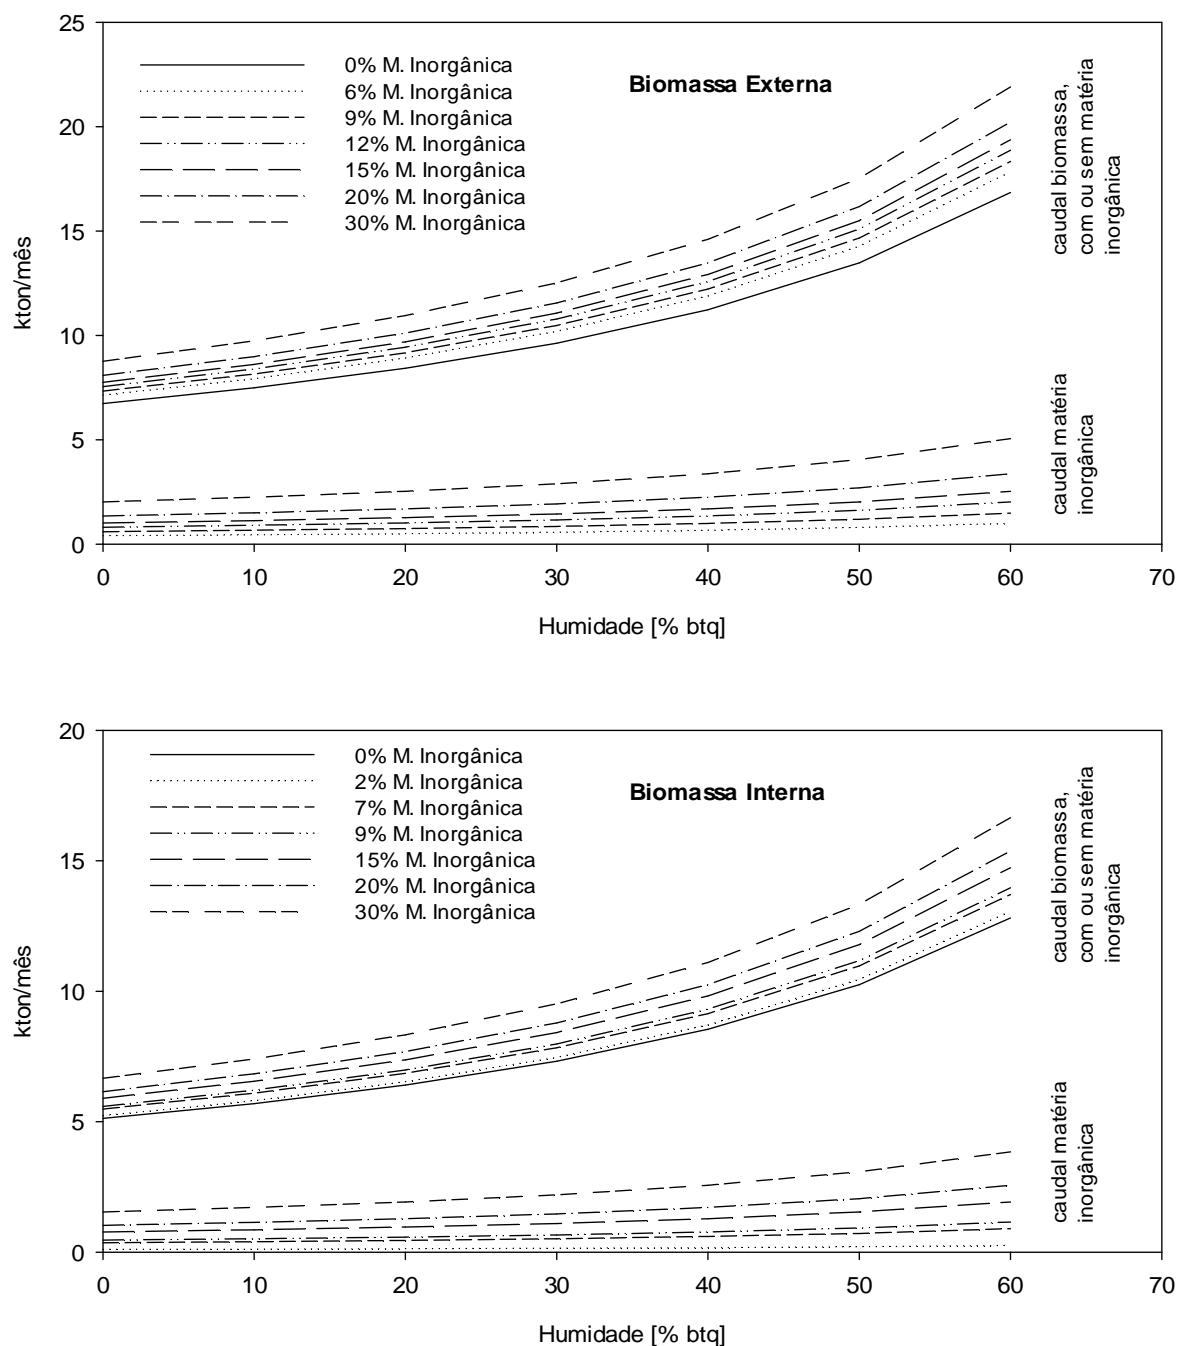 25
20
15
10
5
0
kton/mês
0% M. Inorgânica
6% M. Inorgânica
9% M. Inorgânica
12% M. Inorgânica
15% M. Inorgânica
20% M. Inorgânica
30% M. Inorgânica
Biomassa Externa
caudal biomassa,
com ou sem matéria
inorgânica
caudal matéria
inorgânica
0 10 20 30 40 50 60 70
Humidade [% btq]
20
15
10
5
0
kton/mês
0% M. Inorgânica
2% M. Inorgânica
7% M. Inorgânica
9% M. Inorgânica
15% M. Inorgânica
20% M. Inorgânica
30% M. Inorgânica
Biomassa Interna
caudal biomassa,
com ou sem matéria
inorgânica
caudal matéria
inorgânica
0 10 20 30 40 50 60 70
Humidade [% btq]